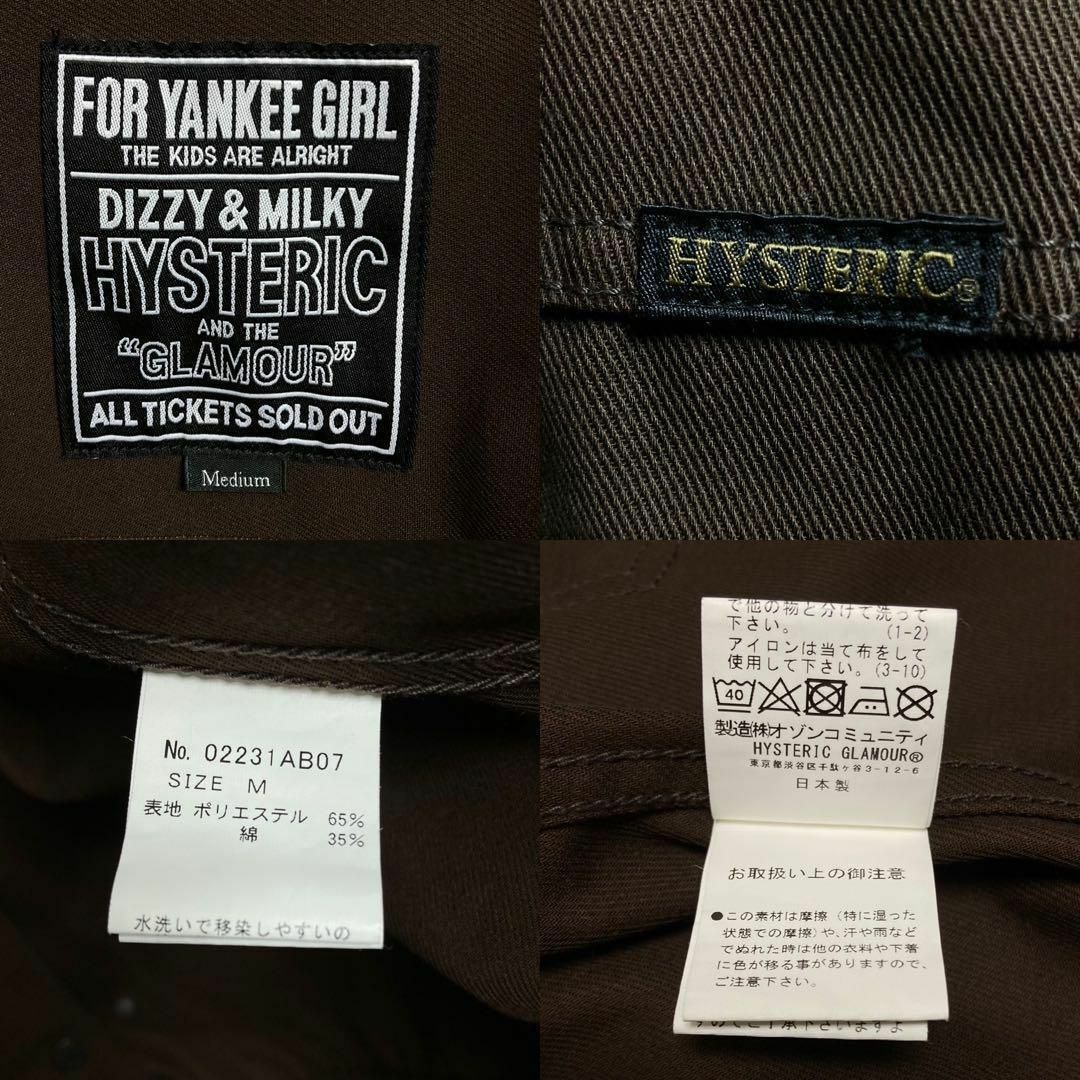 FOR YANKEE GIRL
THE KIDS ARE ALRIGHT
DIZZY & MILKY
HYSTERIC
AND THE
“GLAMOUR”
ALL TICKETS SOLD OUT
Medium
HYSTERIC®
No. 02231AB07
SIZE M
表地 ポリエステル 65%
綿 35%
水洗いで移染しやすいの
で他の物と分けて洗って
下さい。 (1-2)
アイロンは当て布をして
使用して下さい。(3-10)
40
製造㈱オゾンコミュニティ
HYSTERIC GLAMOUR®
東京都渋谷区千駄ヶ谷3-12-6
日本製
お取扱い上の御注意
●この素材は摩擦（特に湿った
状態での摩擦）や、汗や雨など
でぬれた時は他の衣料や下着
に色が移る事がありますので、
ご注意下さい。